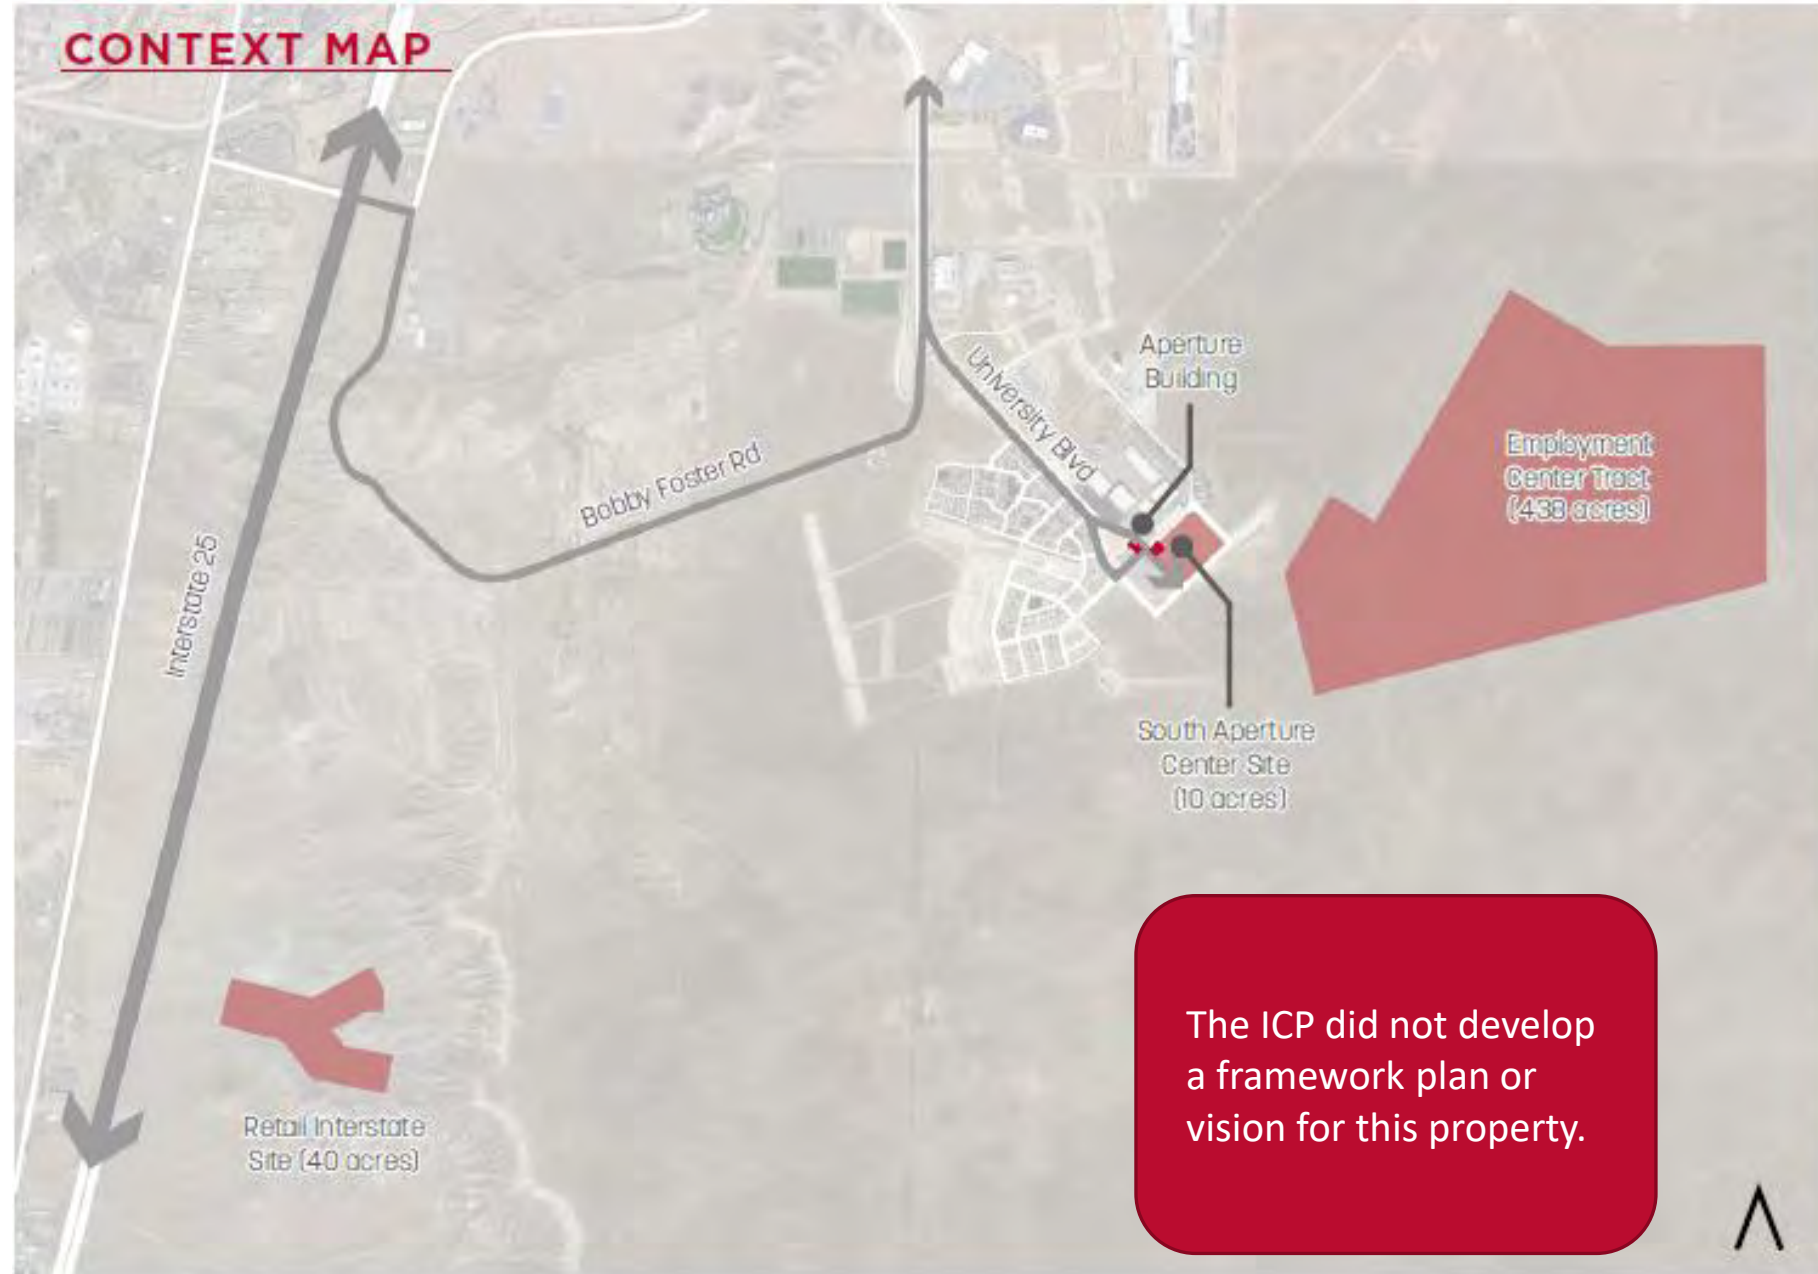 CONTEXT MAP
Interstate 25
Bobby Foster Rd
University Blvd
Aperture
Building
Employment
Center Tract
(438 acres)
South Aperture
Center Site
(10 acres)
Retail Interstate
Site (40 acres)
The ICP did not develop
a framework plan or
vision for this property.